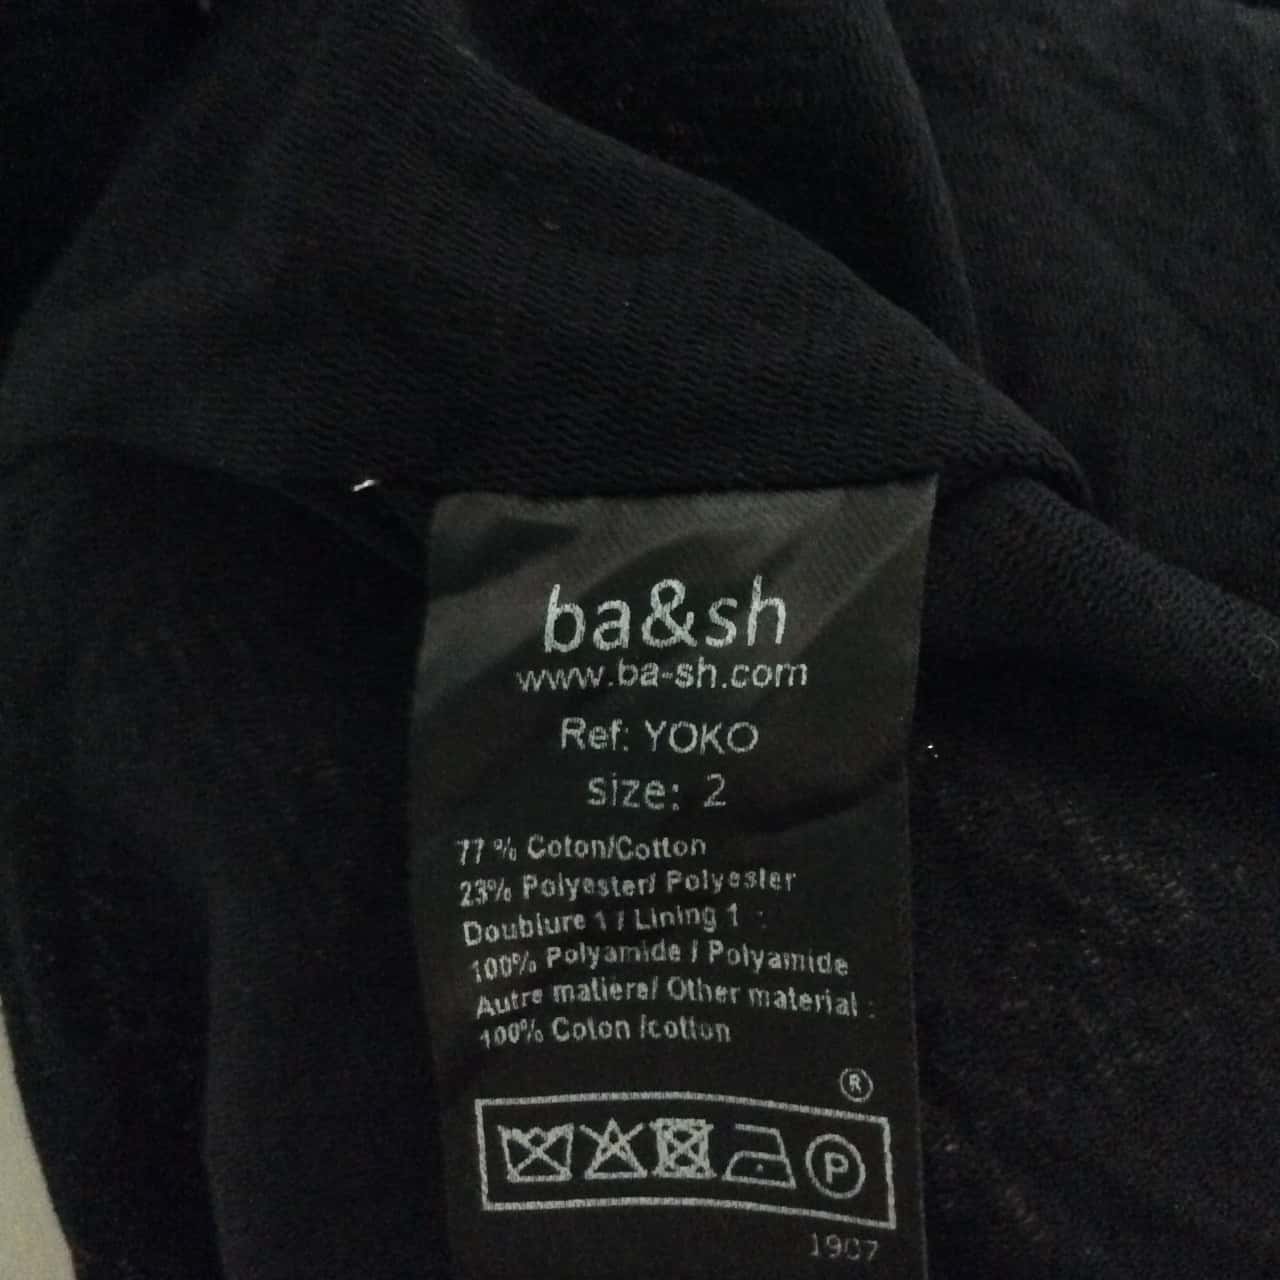 ba&sh
www.ba-sh.com
Ref: YOKO
size: 2
77 % Coton/Cotton
23% Polyester/ Polyester
Doublure 1 / Lining 1 :
100% Polyamide / Polyamide
Autre matière/ Other material :
100% Coton /cotton
®
P
1907